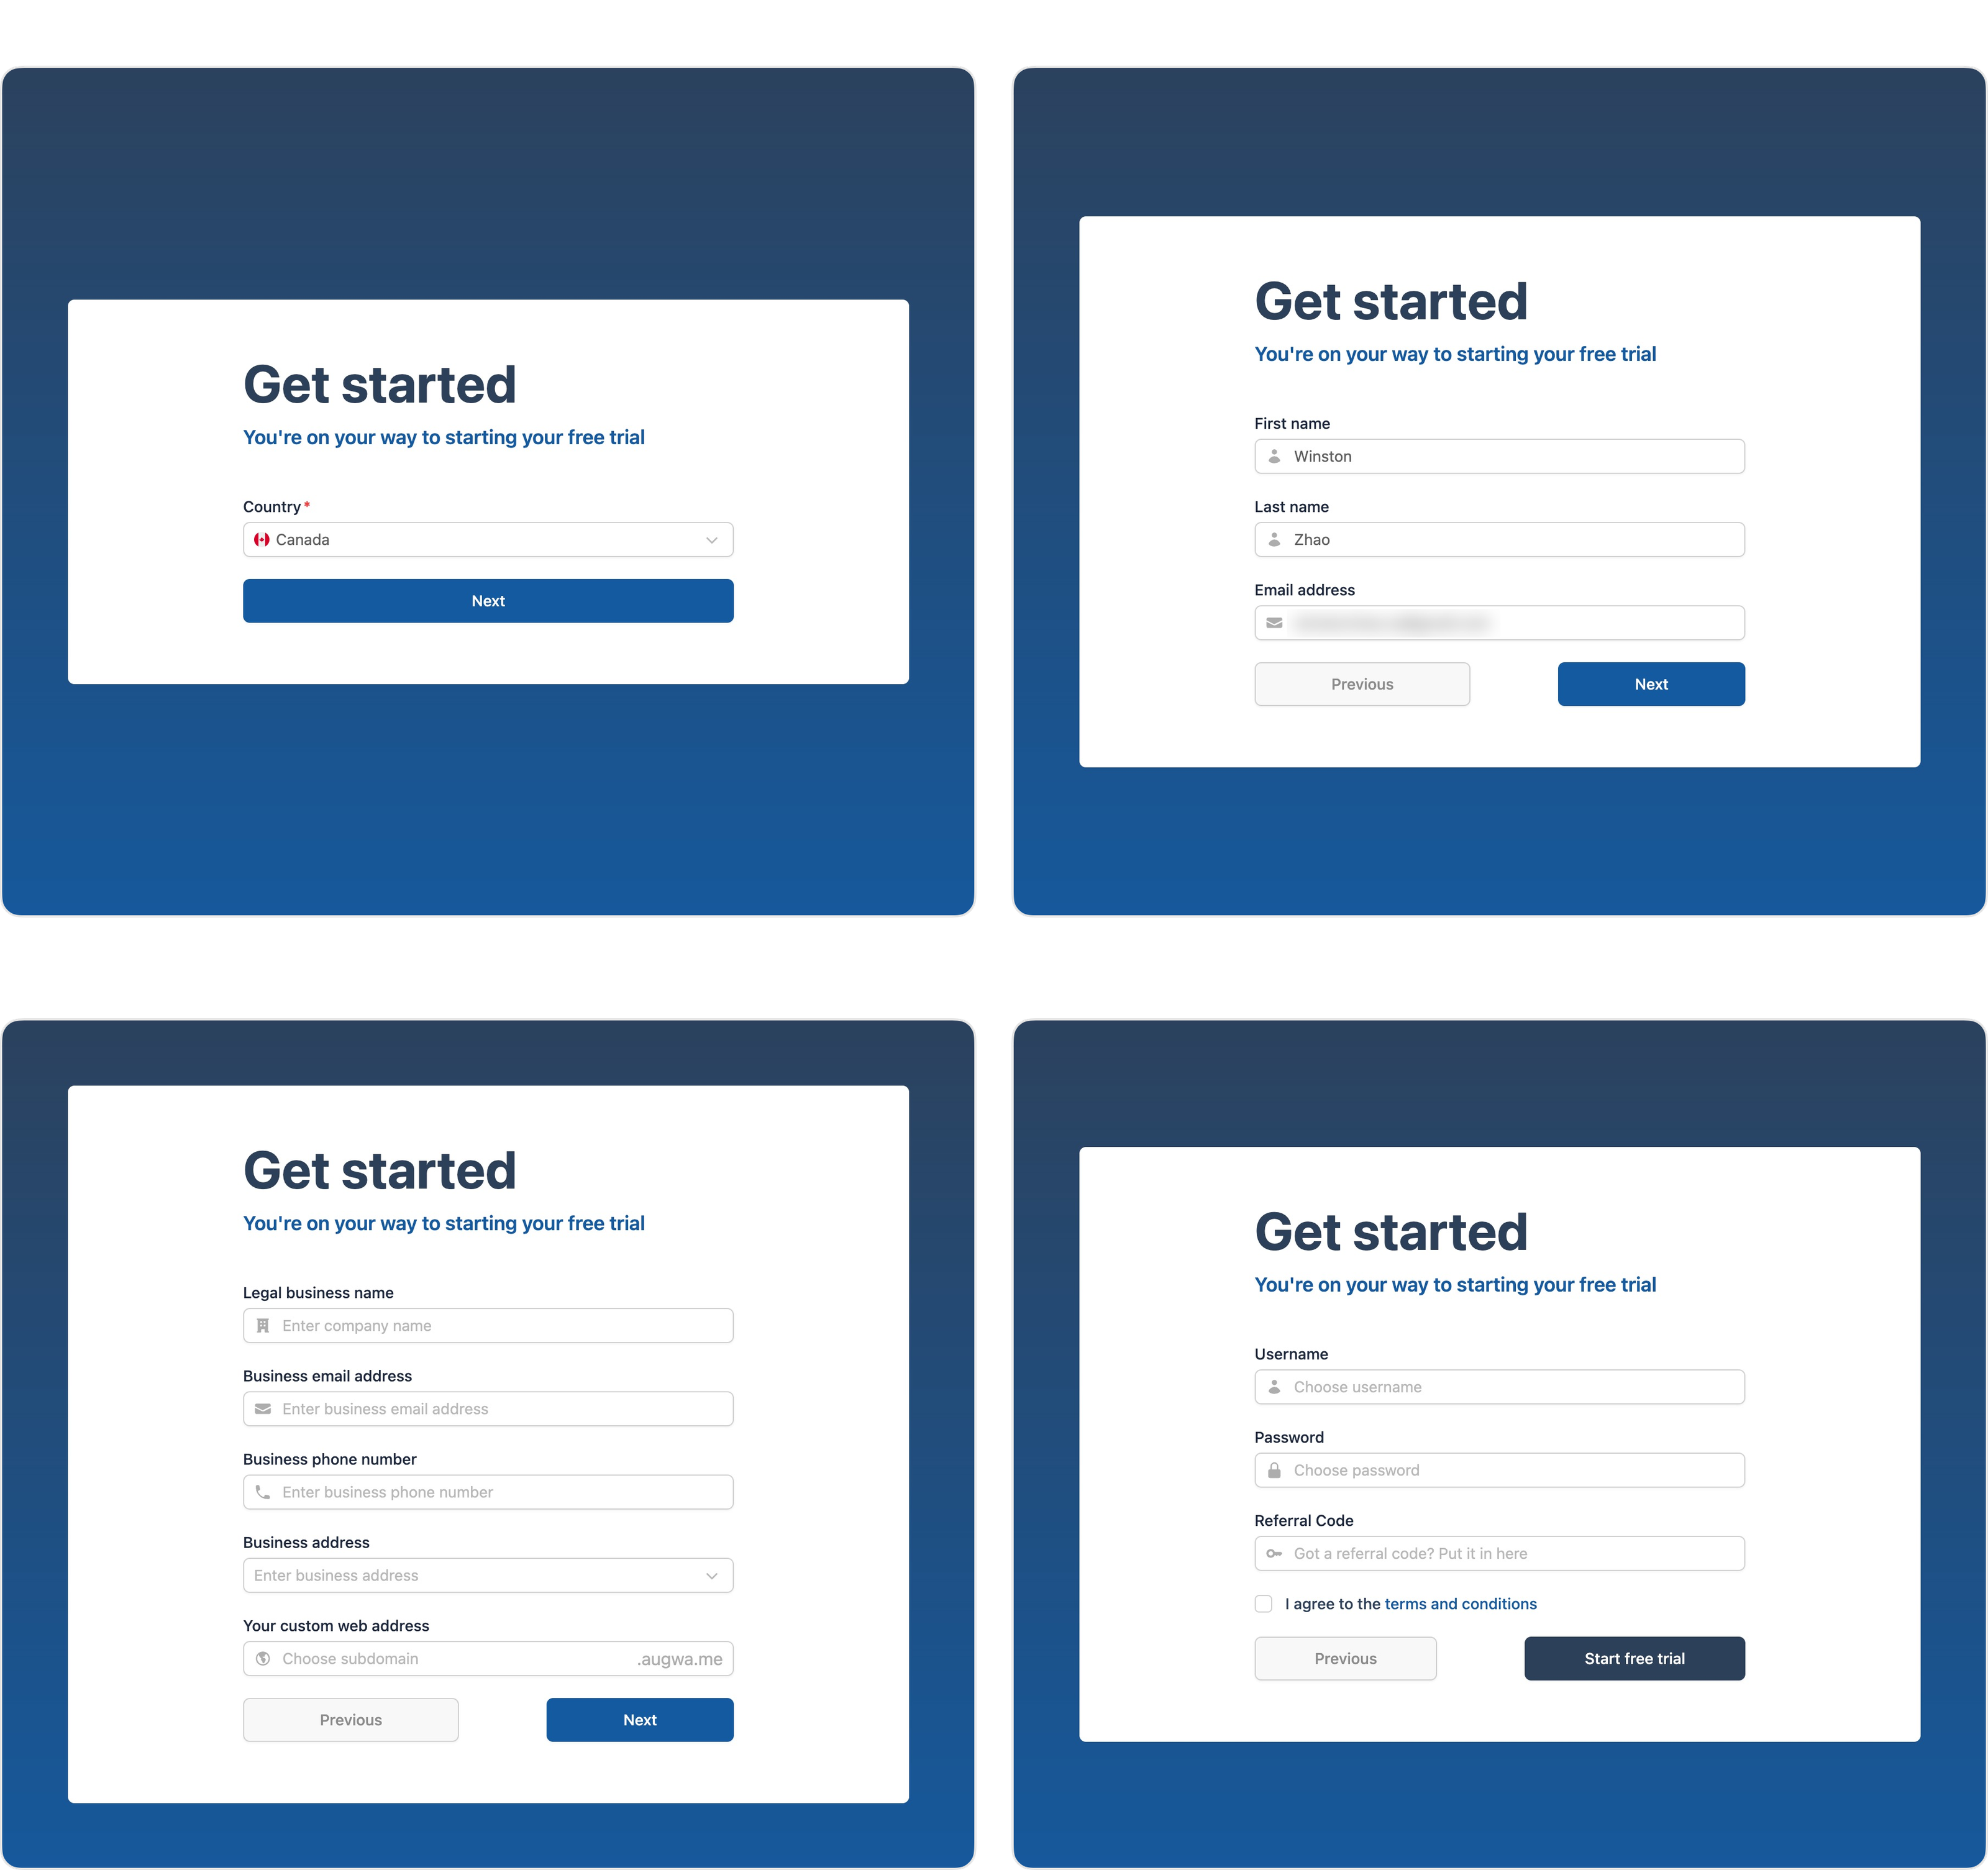 Get started
You're on your way to starting your free trial
Country *
Canada
Next
Get started
You're on your way to starting your free trial
First name
Winston
Last name
Zhao
Email address
Previous
Next
Get started
You're on your way to starting your free trial
Legal business name
Enter company name
Business email address
Enter business email address
Business phone number
Enter business phone number
Business address
Enter business address
Your custom web address
Choose subdomain .augwa.me
Previous
Next
Get started
You're on your way to starting your free trial
Username
Choose username
Password
Choose password
Referral Code
Got a referral code? Put it in here
I agree to the terms and conditions
Previous
Start free trial